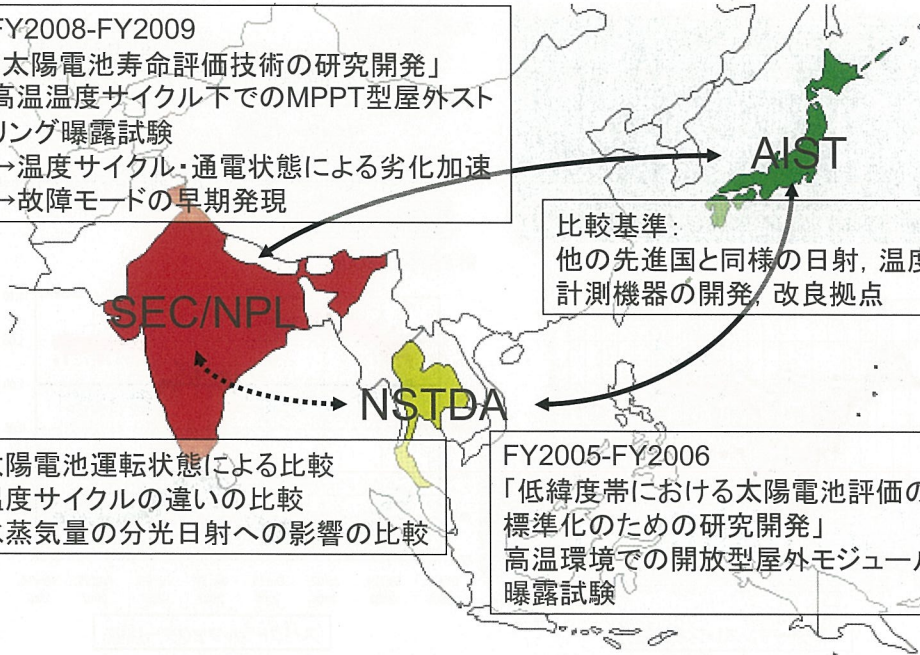 FY2008-FY2009
太陽電池寿命評価技術の研究開発」
高温温度サイクル下でのMPPT型屋外スト
リング曝露試験
→温度サイクル・通電状態による劣化加速
→故障モードの早期発現
AIST
比較基準:
他の先進国と同様の日射, 温度
計測機器の開発, 改良拠点
SEC/NPL
NSTDA
太陽電池運転状態による比較
温度サイクルの違いの比較
水蒸気量の分光日射への影響の比較
FY2005-FY2006
「低緯度帯における太陽電池評価の
標準化のための研究開発」
高温環境での開放型屋外モジュール
曝露試験